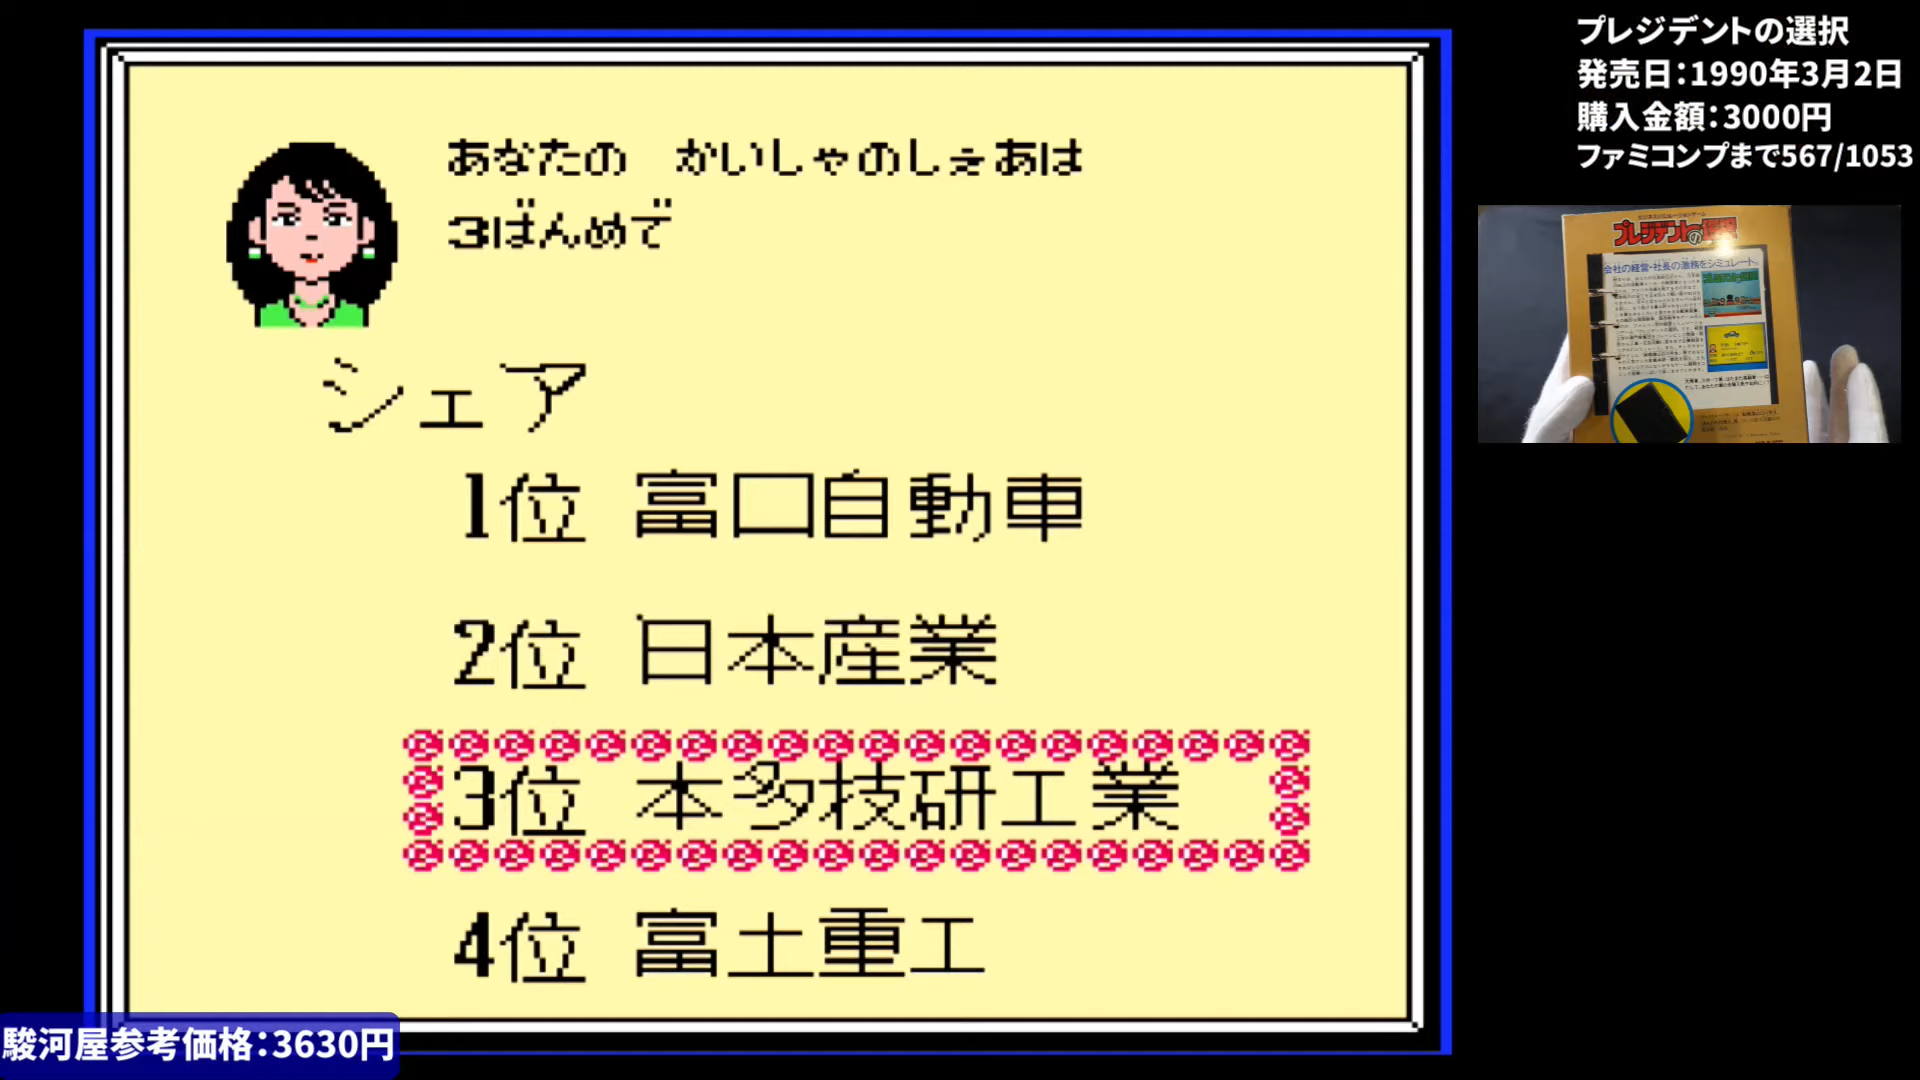 プレジデントの選択
発売日:1990年3月2日
購入金額:3000円
ファミコンプまで567/1053
あなたの かいしゃのしぇあは
3ばんめで
シェア
1位 富口自動車
2位 日本産業
3位 本多技研工業
4位 富士重工
プレジデントの選択
会社の経営・社長の激務をシミュレート。
駿河屋参考価格:3630円